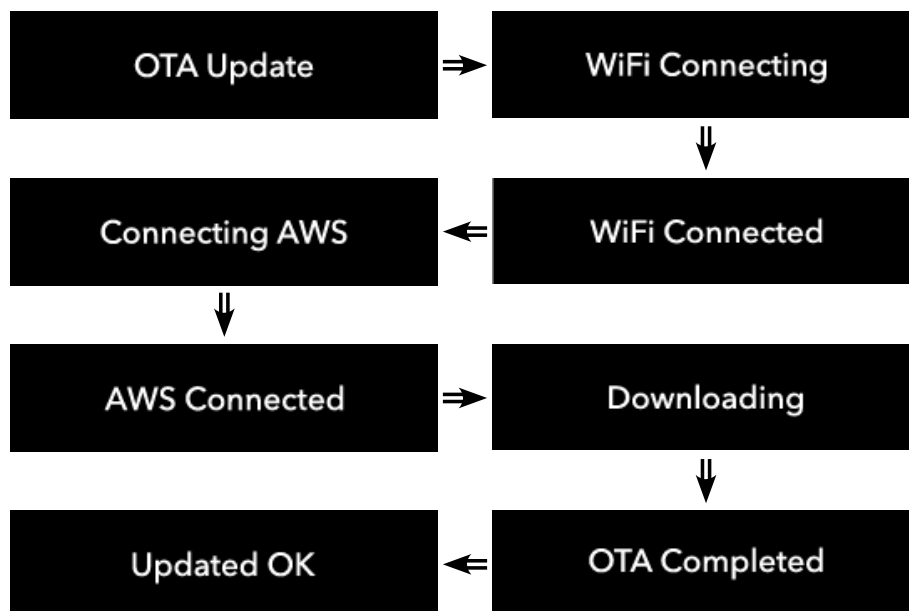 OTA Update
WiFi Connecting
WiFi Connected
Connecting AWS
AWS Connected
Downloading
OTA Completed
Updated OK